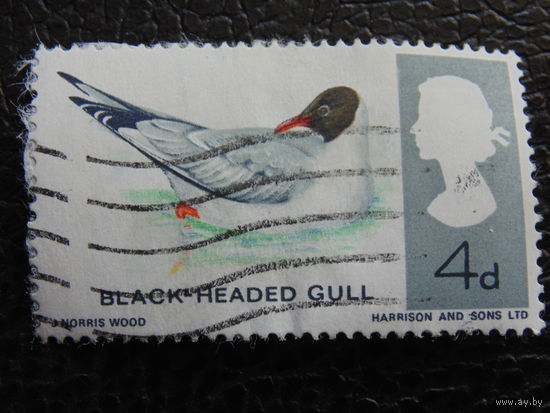 4d
BLACK-HEADED GULL
J NORRIS WOOD
HARRISON AND SONS LTD
www.ay.by